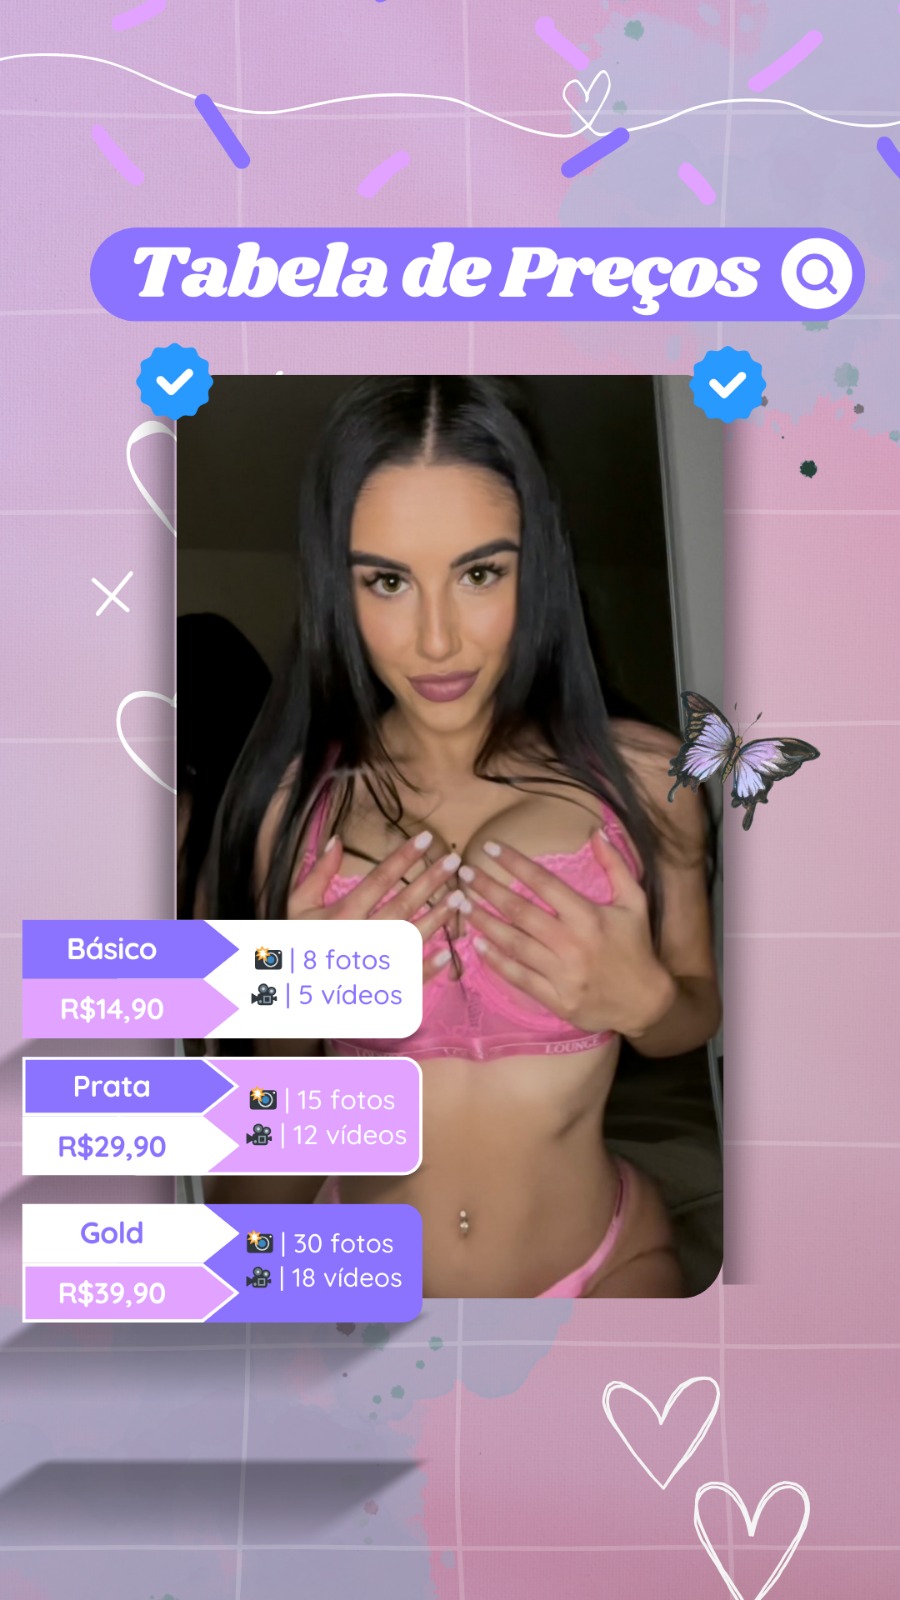 Tabela de Preços
Básico
R$14,90
| 8 fotos
| 5 vídeos
Prata
R$29,90
| 15 fotos
| 12 vídeos
Gold
R$39,90
| 30 fotos
| 18 vídeos
LOUNGE